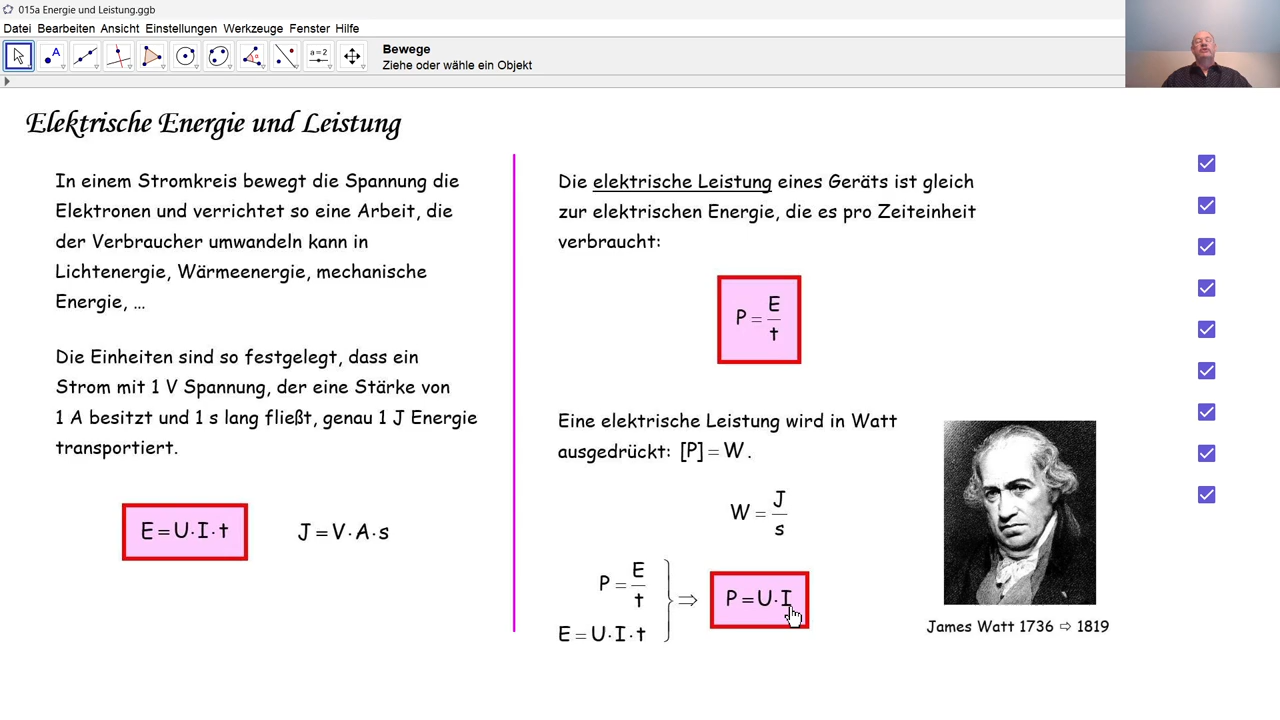 015a Energie und Leistung.ggb
Datei Bearbeiten Ansicht Einstellungen Werkzeuge Fenster Hilfe
A
a=2
Bewege
Ziehe oder wähle ein Objekt
Elektrische Energie und Leistung
In einem Stromkreis bewegt die Spannung die
Elektronen und verrichtet so eine Arbeit, die
der Verbraucher umwandeln kann in
Lichtenergie, Wärmeenergie, mechanische
Energie, ...
Die Einheiten sind so festgelegt, dass ein
Strom mit 1 V Spannung, der eine Stärke von
1 A besitzt und 1 s lang fließt, genau 1 J Energie
transportiert.
E = U · I · t
J = V · A · s
Die elektrische Leistung eines Geräts ist gleich
zur elektrischen Energie, die es pro Zeiteinheit
verbraucht:
P = E/t
Eine elektrische Leistung wird in Watt
ausgedrückt: [P] = W .
W = J/s
P = E/t
E = U · I · t
⇒ P = U · I
James Watt 1736 ⇨ 1819